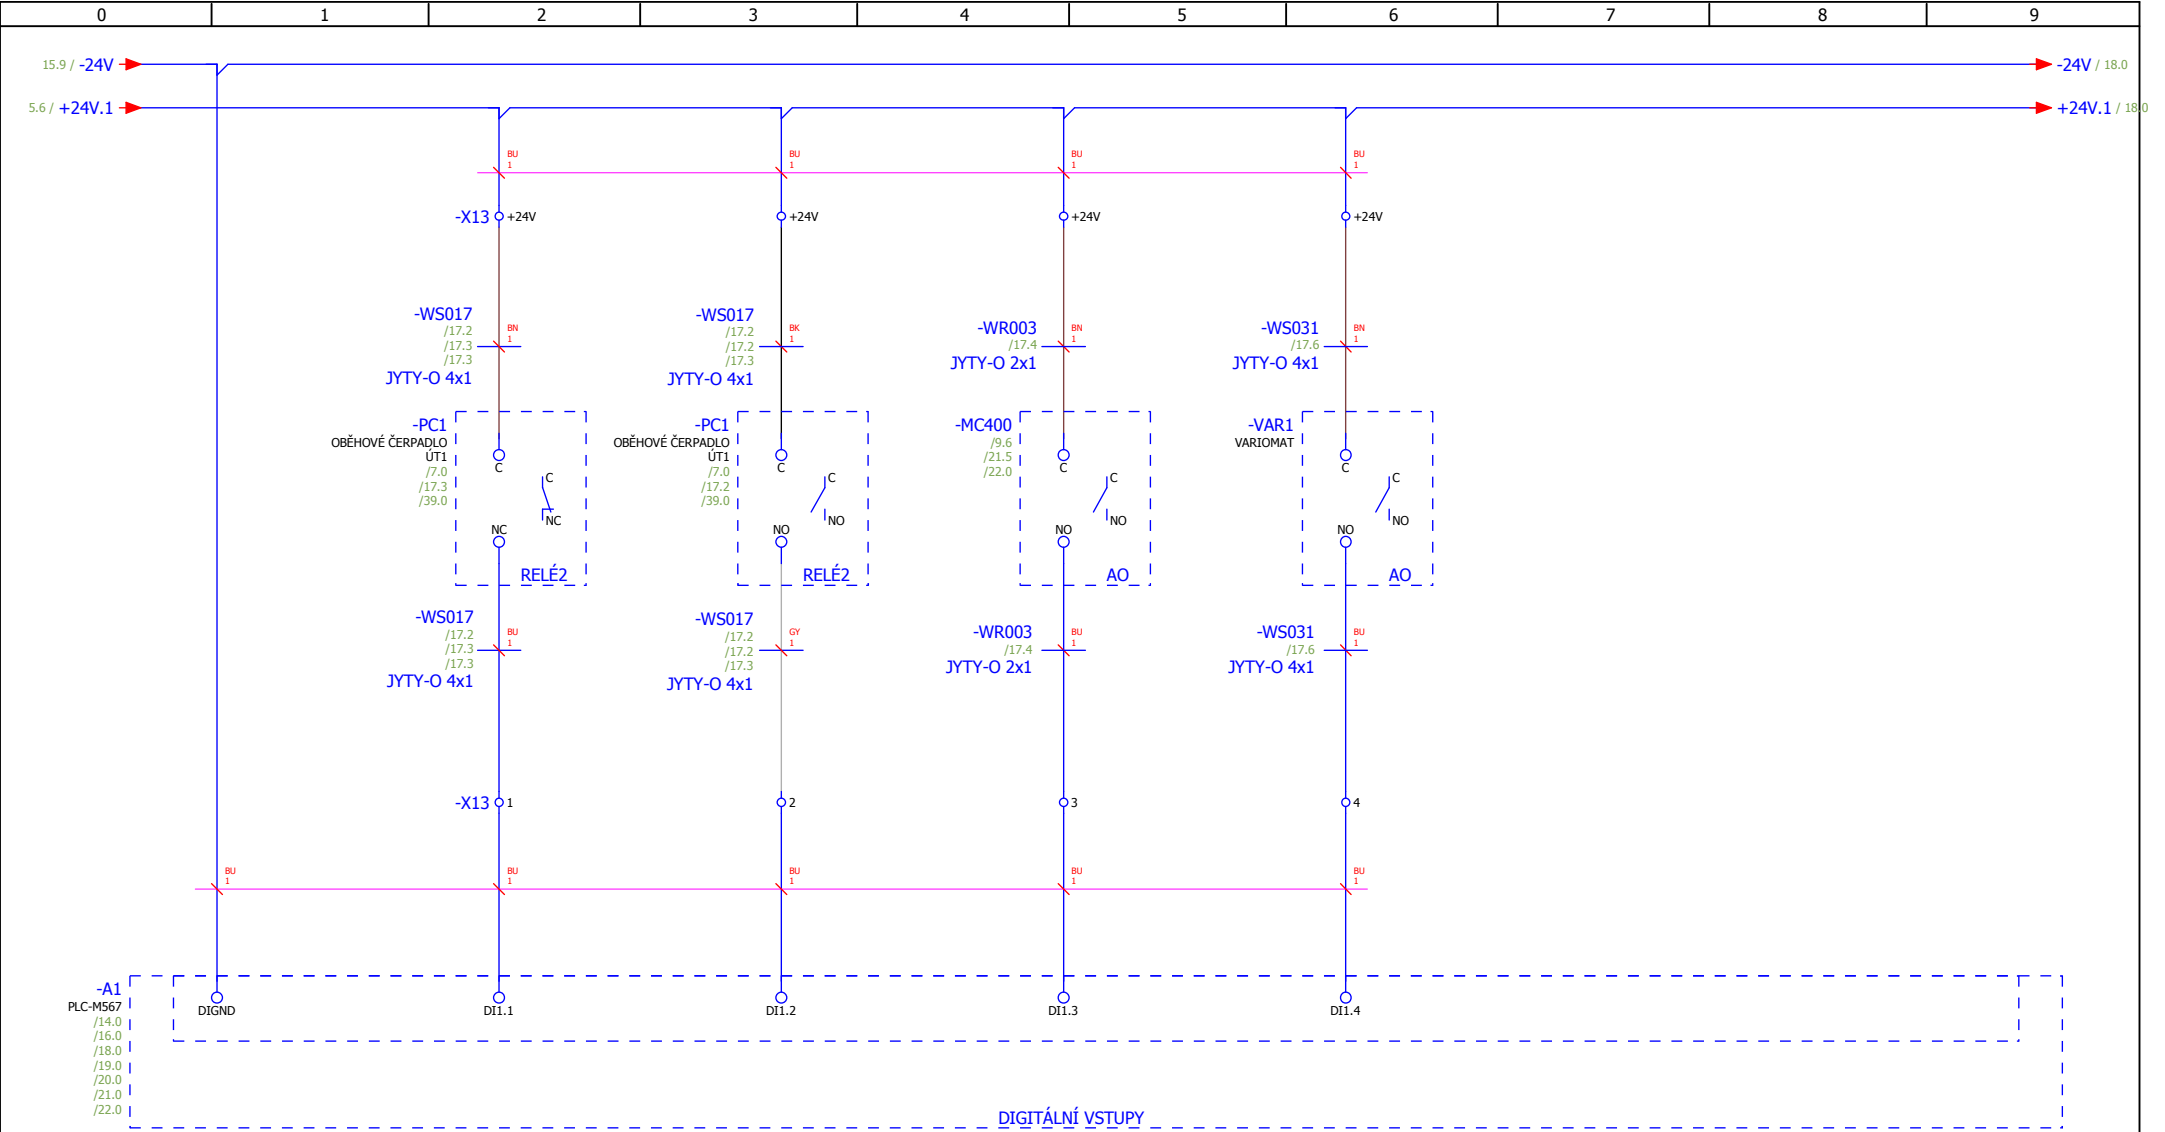 0 1 2 3 4 5 6 7 8 9
15.9 / -24V -24V / 18.0
5.6 / +24V.1 +24V.1 / 18.0
BU BU BU BU
1 1 1 1
-X13 +24V +24V +24V +24V
-WS017
/17.2
/17.3
/17.3
JYTY-O 4x1
BN
1
-WS017
/17.2
/17.2
/17.3
JYTY-O 4x1
BK
1
-WR003
/17.4
JYTY-O 2x1
BN
1
-WS031
/17.6
JYTY-O 4x1
BN
1
-PC1
OBĚHOVÉ ČERPADLO
ÚT1
/7.0
/17.3
/39.0
C
C
NC
NC
RELÉ2
-PC1
OBĚHOVÉ ČERPADLO
ÚT1
/7.0
/17.2
/39.0
C
C
NO
NO
RELÉ2
-MC400
/9.6
/21.5
/22.0
C
C
NO
NO
AO
-VAR1
VARIOMAT
C
C
NO
NO
AO
-WS017
/17.2
/17.3
/17.3
JYTY-O 4x1
BU
1
-WS017
/17.2
/17.2
/17.3
JYTY-O 4x1
GY
1
-WR003
/17.4
JYTY-O 2x1
BU
1
-WS031
/17.6
JYTY-O 4x1
BU
1
-X13 1 2 3 4
BU BU BU BU BU
1 1 1 1 1
-A1
PLC-M567
/14.0
/16.0
/18.0
/19.0
/20.0
/21.0
/22.0
DIGND DI1.1 DI1.2 DI1.3 DI1.4
DIGITÁLNÍ VSTUPY